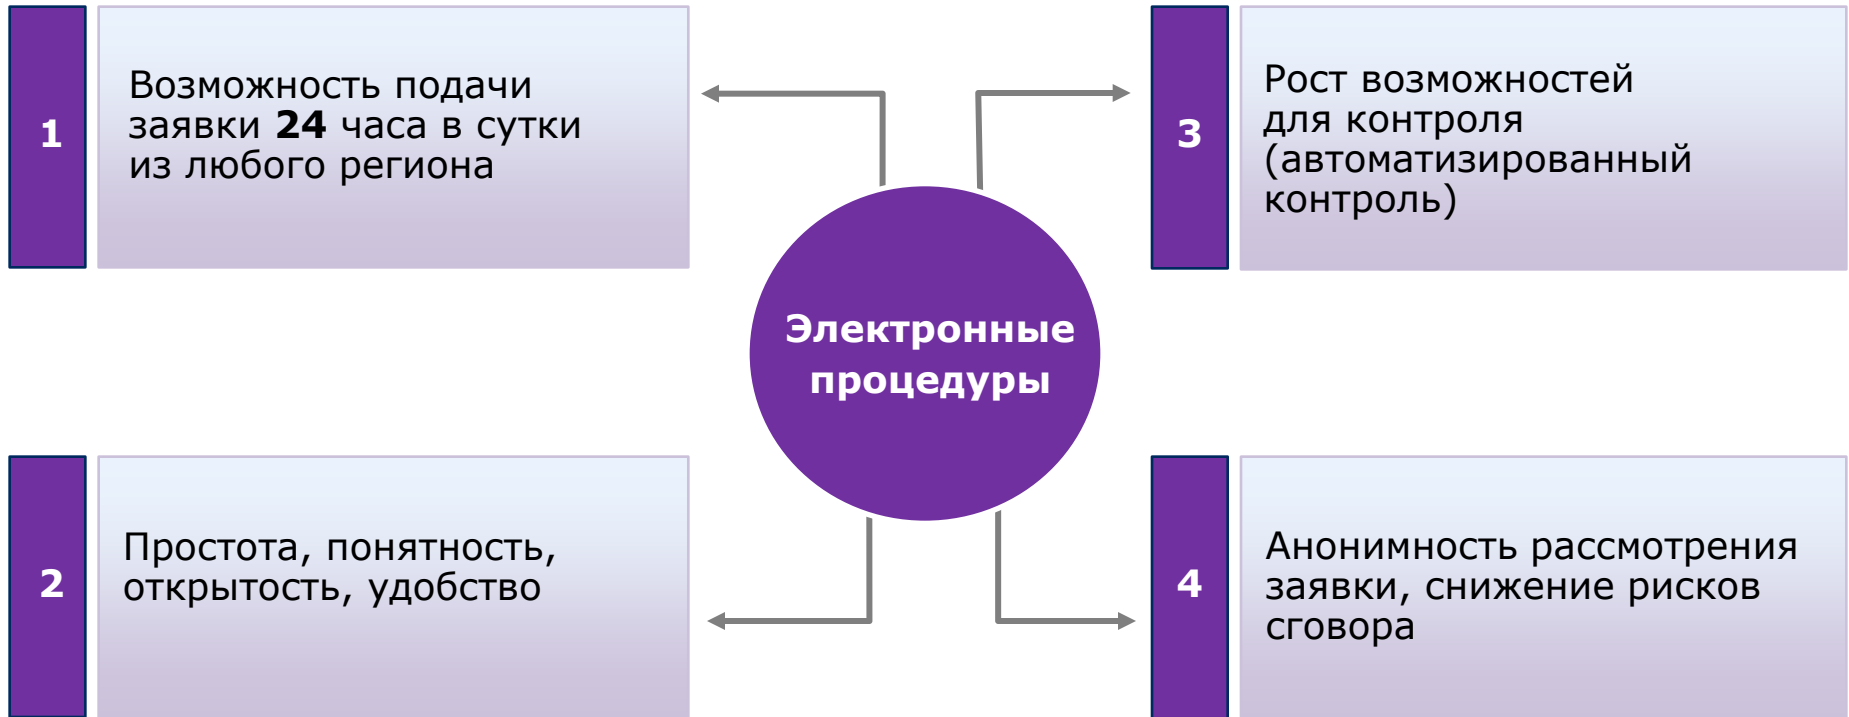 1
Возможность подачи
заявки 24 часа в сутки
из любого региона
2
Простота, понятность,
открытость, удобство
Электронные
процедуры
3
Рост возможностей
для контроля
(автоматизированный
контроль)
4
Анонимность рассмотрения
заявки, снижение рисков
сговора